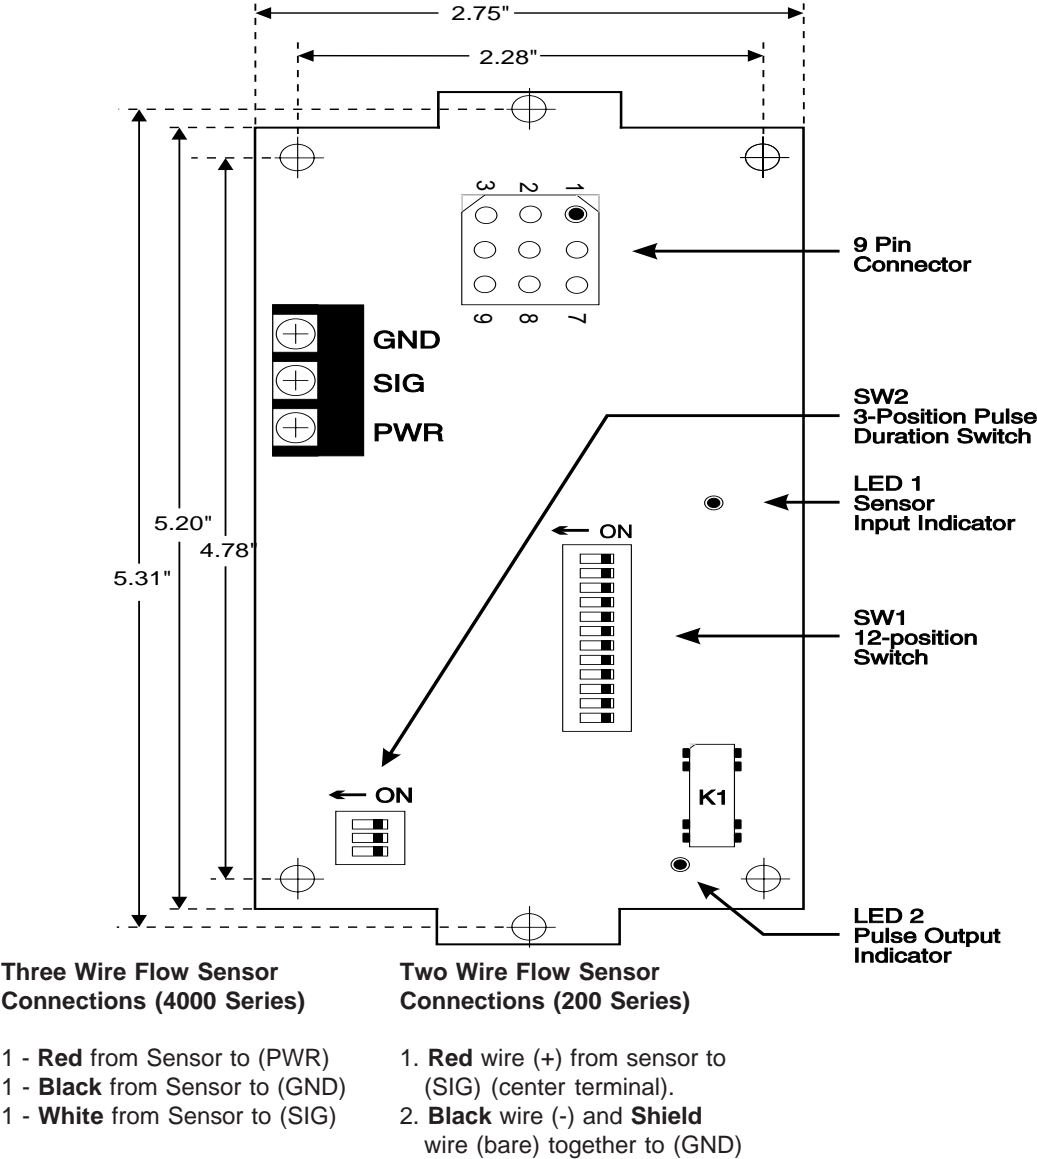 2.75"
2.28"
3 2 1
9 8 7
9 Pin
Connector
GND
SIG
PWR
SW2
3-Position Pulse
Duration Switch
LED 1
Sensor
Input Indicator
5.20"
4.78"
5.31"
ON
SW1
12-position
Switch
K1
ON
LED 2
Pulse Output
Indicator
Three Wire Flow Sensor
Connections (4000 Series)
1 - Red from Sensor to (PWR)
1 - Black from Sensor to (GND)
1 - White from Sensor to (SIG)
Two Wire Flow Sensor
Connections (200 Series)
1. Red wire (+) from sensor to
(SIG) (center terminal).
2. Black wire (-) and Shield
wire (bare) together to (GND)